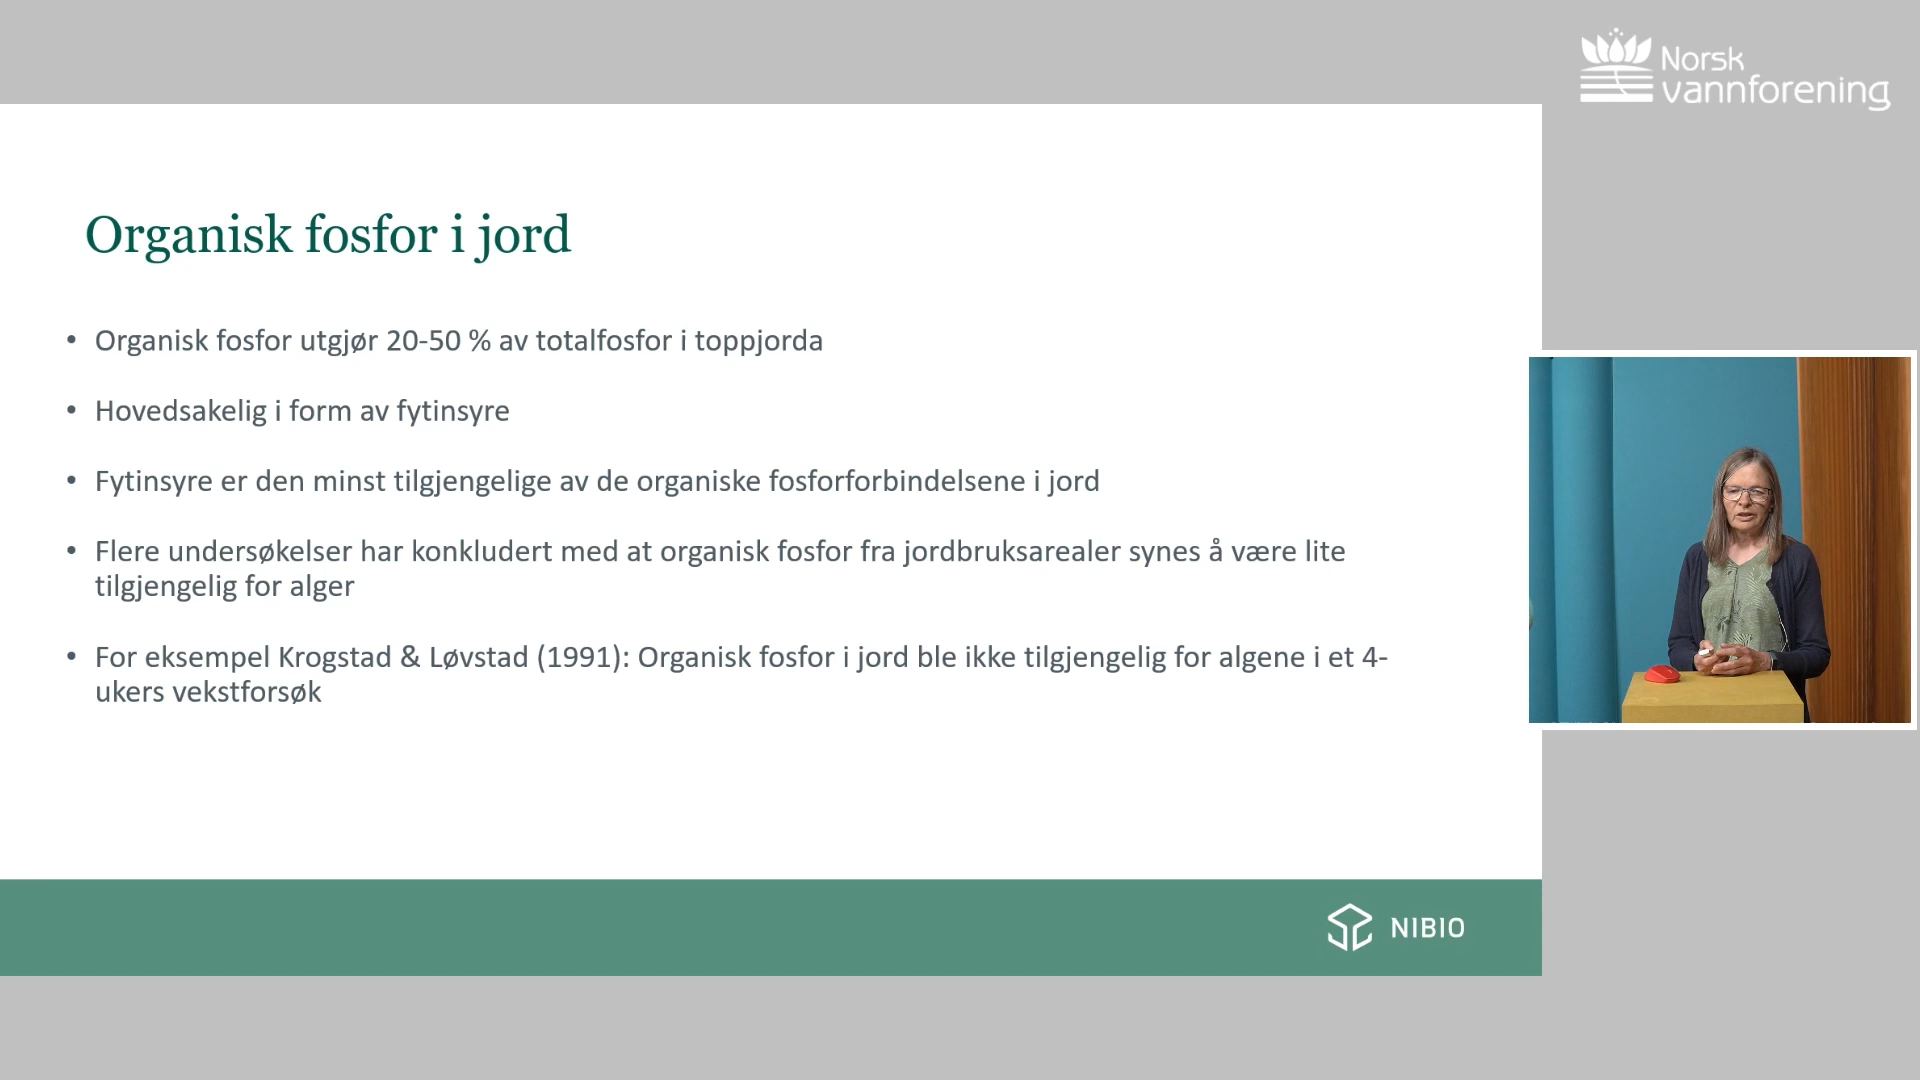 Norsk
vannforening
Organisk fosfor i jord
• Organisk fosfor utgjør 20-50 % av totalfosfor i toppjorda
• Hovedsakelig i form av fytinsyre
• Fytinsyre er den minst tilgjengelige av de organiske fosforforbindelsene i jord
• Flere undersøkelser har konkludert med at organisk fosfor fra jordbruksarealer synes å være lite
tilgjengelig for alger
• For eksempel Krogstad & Løvstad (1991): Organisk fosfor i jord ble ikke tilgjengelig for algene i et 4-
ukers vekstforsøk
NIBIO